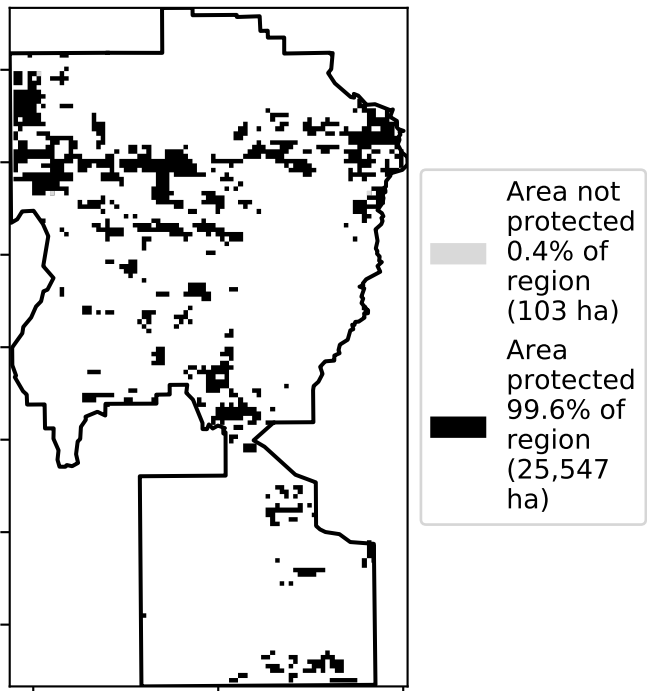 Area not
protected
0.4% of
region
(103 ha)
Area
protected
99.6% of
region
(25,547
ha)